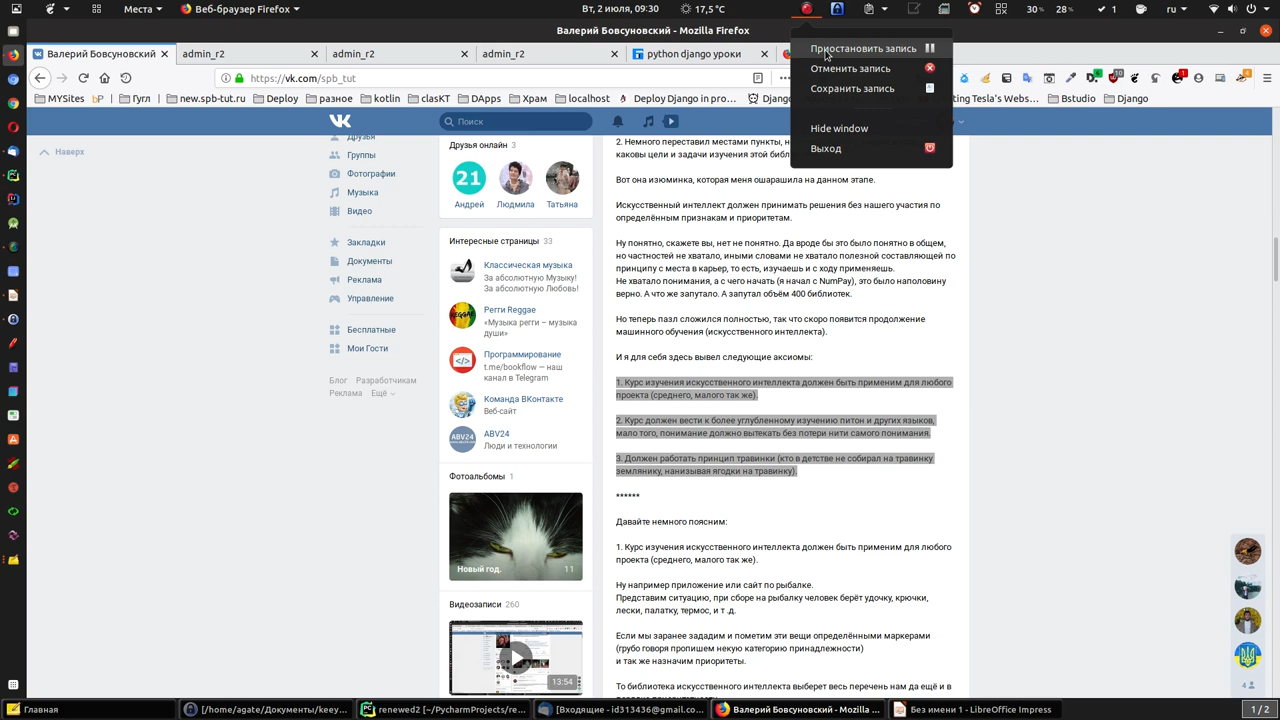 Места
Веб-браузер Firefox
Вт, 2 июля, 09:30
17,5°C
30%
28%
1
Валерий Бовсуновский - Mozilla Firefox
Валерий Бовсуновский
admin_r2
admin_r2
admin_r2
python django уроки
https://vk.com/spb_tut
MYSites
Гугл
new.spb-tut.ru
Deploy
разное
kotlin
clasKT
DApps
Храм
localhost
Deploy Django in pro…
Bstudio
Django
Приостановить запись
Отменить запись
Сохранить запись
Hide window
Выход
Поиск
Наверх
Друзья
Группы
Фотографии
Музыка
Видео
Закладки
Документы
Реклама
Управление
Бесплатные
Мои Гости
Блог Разработчикам
Реклама Ещё
Друзья онлайн 3
21
Андрей
Людмила
Татьяна
Интересные страницы 33
Классическая музыка
За абсолютную Музыку!
За абсолютную Любовь!
Регги Reggae
«Музыка регги – музыка
души»
Программирование
t.me/bookflow — наш
канал в Telegram
Команда ВКонтакте
Веб-сайт
ABV24
ABV24
Люди и технологии
Фотоальбомы 1
Новый год. 11
Видеозаписи 260
13:54
2. Немного переставил местами пункты,
каковы цели и задачи изучения этой
Вот она изюминка, которая меня ошарашила на данном этапе.
Искусственный интеллект должен принимать решения без нашего участия по
определённым признакам и приоритетам.
Ну понятно, скажете вы, нет не понятно. Да вроде бы это было понятно в общем,
но частностей не хватало, иными словами не хватало полезной составляющей по
принципу с места в карьер, то есть, изучаешь и с ходу применяешь.
Не хватало понимания, а с чего начать (я начал с NumPay), это было наполовину
верно. А что же запутало. А запутал объём 400 библиотек.
Но теперь пазл сложился полностью, так что скоро появится продолжение
машинного обучения (искусственного интеллекта).
И я для себя здесь вывел следующие аксиомы:
1. Курс изучения искусственного интеллекта должен быть применим для любого
проекта (среднего, малого так же).
2. Курс должен вести к более углубленному изучению питон и других языков,
мало того, понимание должно вытекать без потери нити самого понимания.
3. Должен работать принцип травинки (кто в детстве не собирал на травинку
землянику, нанизывая ягодки на травинку).
******
Давайте немного поясним:
1. Курс изучения искусственного интеллекта должен быть применим для любого
проекта (среднего, малого так же).
Ну например приложение или сайт по рыбалке.
Представим ситуацию, при сборе на рыбалку человек берёт удочку, крючки,
лески, палатку, термос, и т .д.
Если мы заранее зададим и пометим эти вещи определёнными маркерами
(грубо говоря пропишем некую категорию принадлежности)
и так же назначим приоритеты.
То библиотека искусственного интеллекта выберет весь перечень нам да ещё и в
Главная
[/home/agate/Документы/keey…
renewed2 [~/PycharmProjects/re…
[Входящие - id313436@gmail.co…
Валерий Бовсуновский - Mozilla …
Без имени 1 - LibreOffice Impress
1 / 2